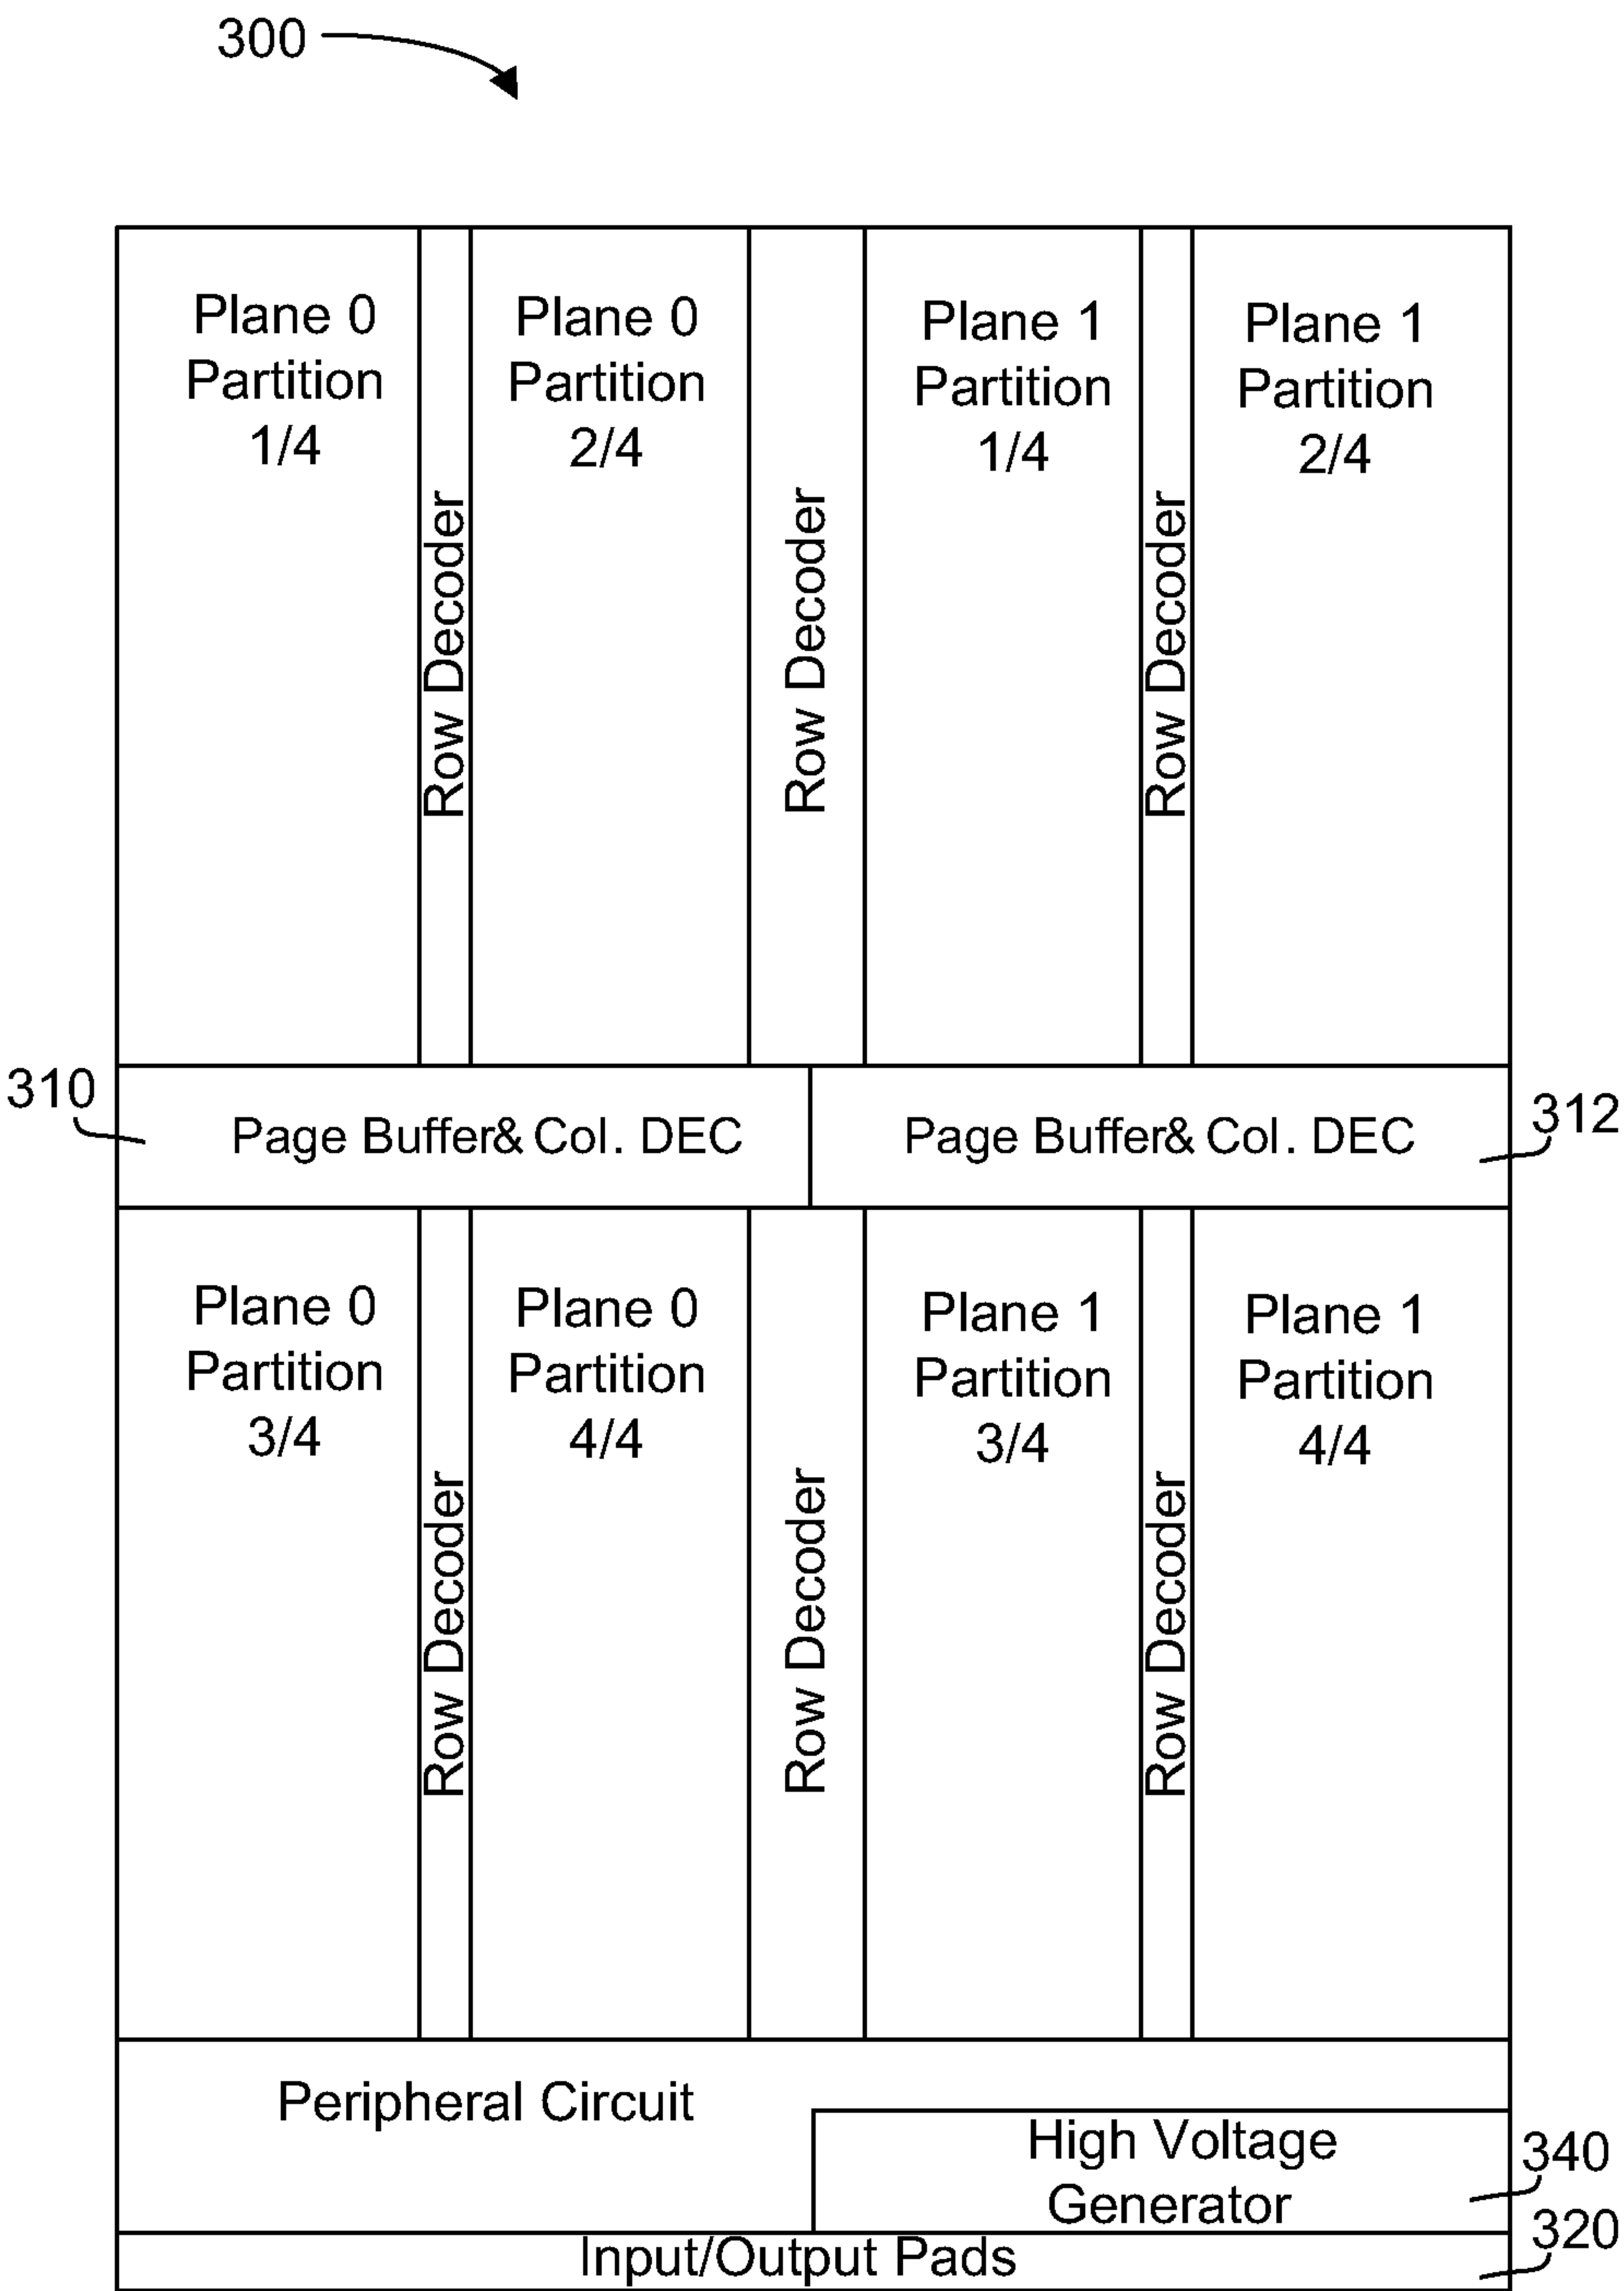 300
Plane 0
Partition
1/4
Row Decoder
Plane 0
Partition
2/4
Row Decoder
Plane 1
Partition
1/4
Row Decoder
Plane 1
Partition
2/4
310
Page Buffer& Col. DEC
Page Buffer& Col. DEC
312
Plane 0
Partition
3/4
Row Decoder
Plane 0
Partition
4/4
Row Decoder
Plane 1
Partition
3/4
Row Decoder
Plane 1
Partition
4/4
Peripheral Circuit
High Voltage
Generator
340
Input/Output Pads
320